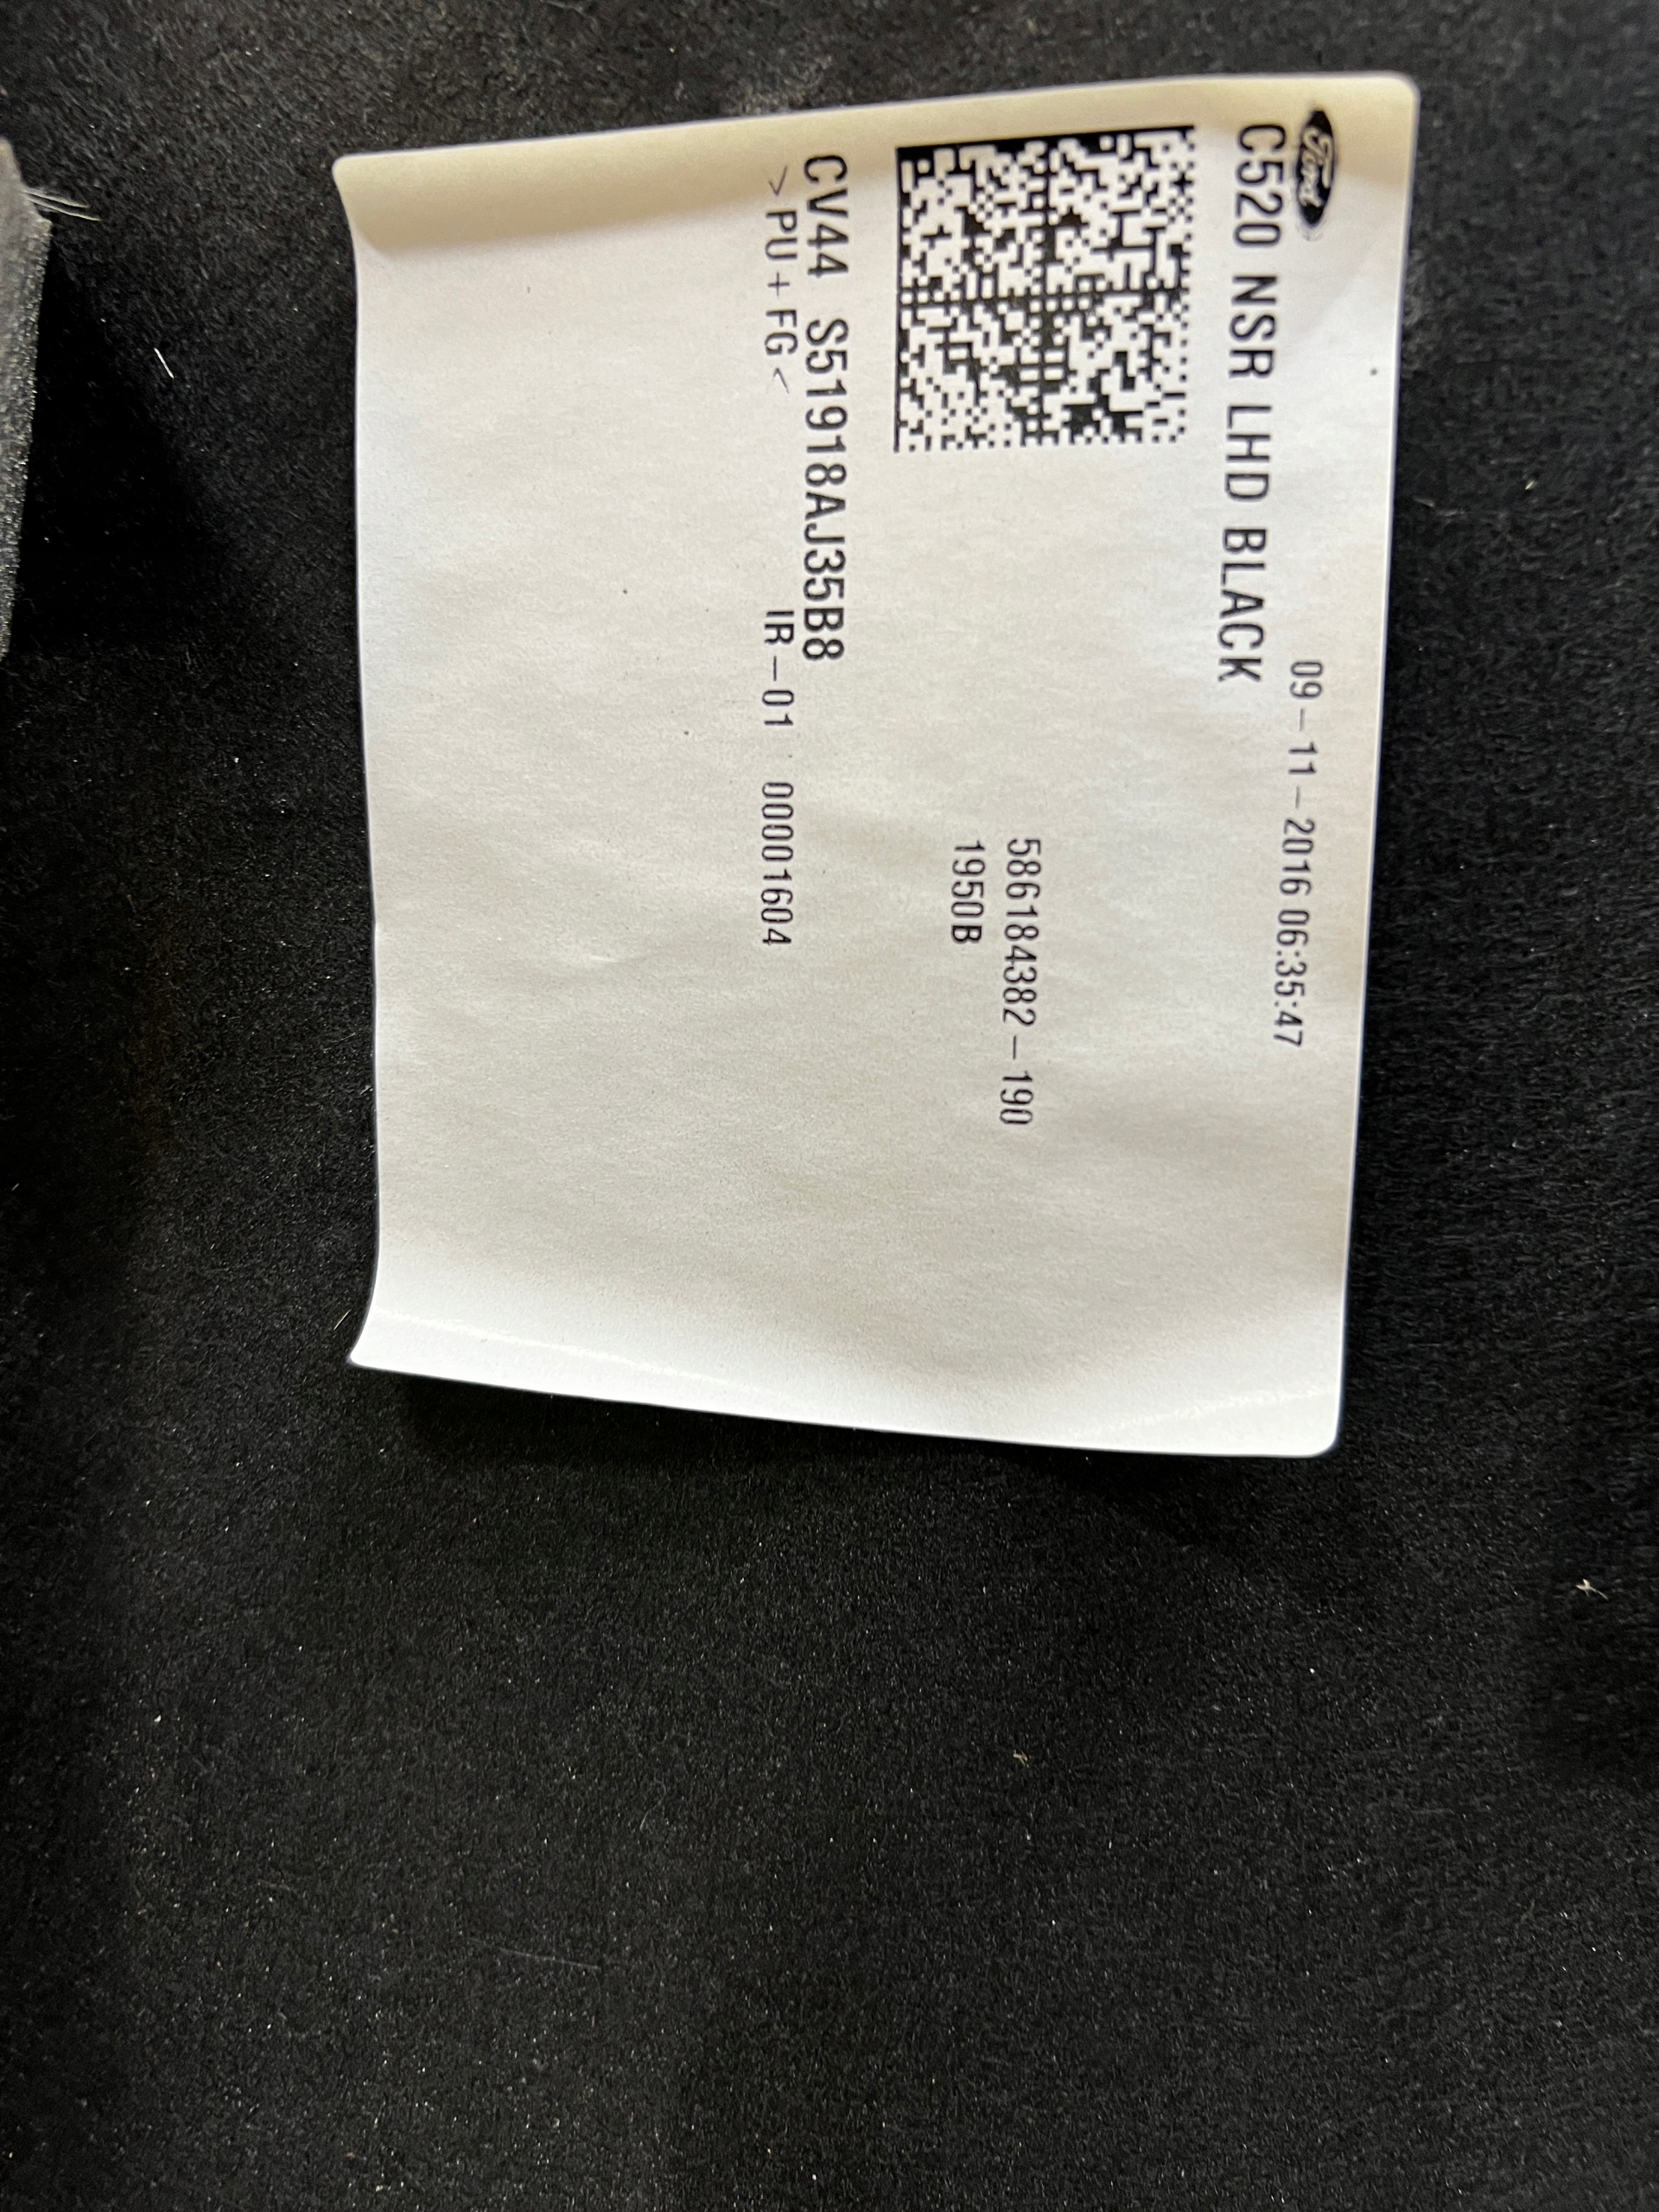 Ford
09-11-2016 06:35:47
C520 NSR LHD BLACK
586184382-190
1950B
CV44 S51918AJ35B8
>PU+FG< IR-01 00001604